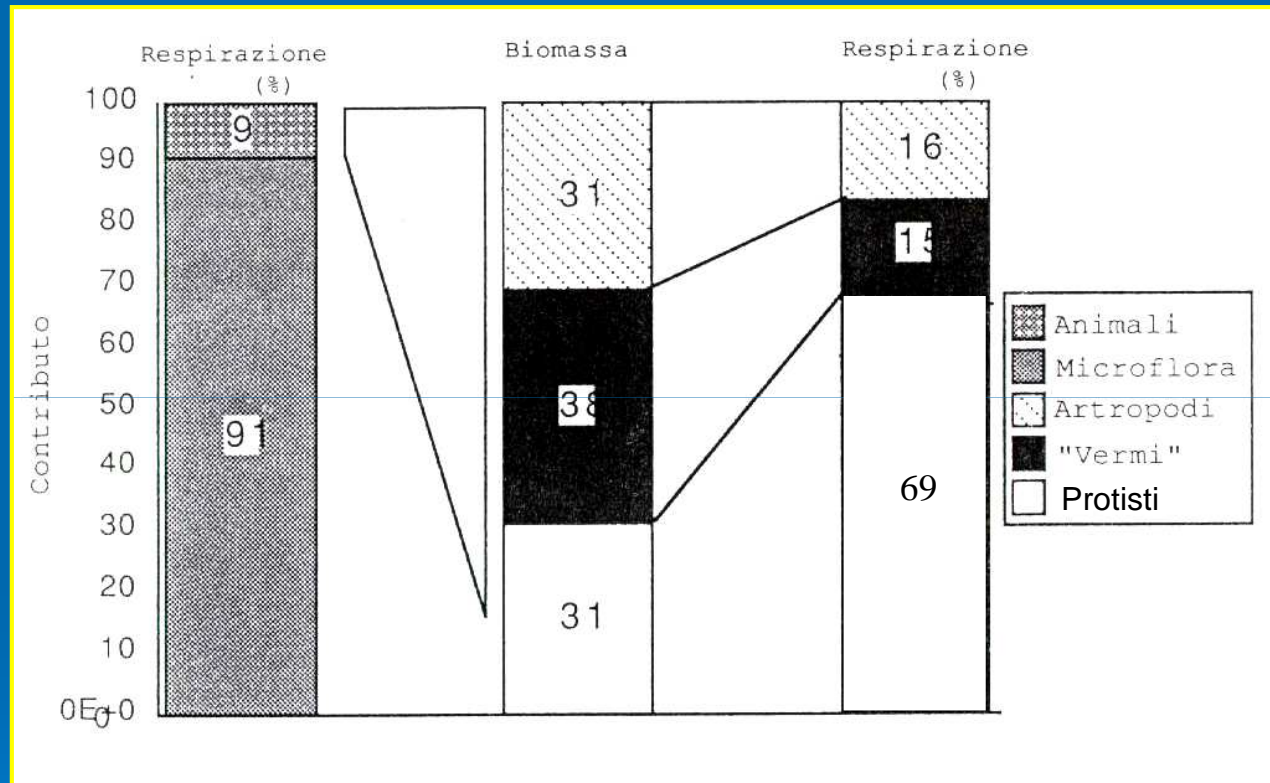 Respirazione
(%)
Biomassa
Respirazione
(%)
Contributo
100
90
80
70
60
50
40
30
20
10
0E+0
0
9
91
31
38
31
16
15
69
Animali
Microflora
Artropodi
"Vermi"
Protisti